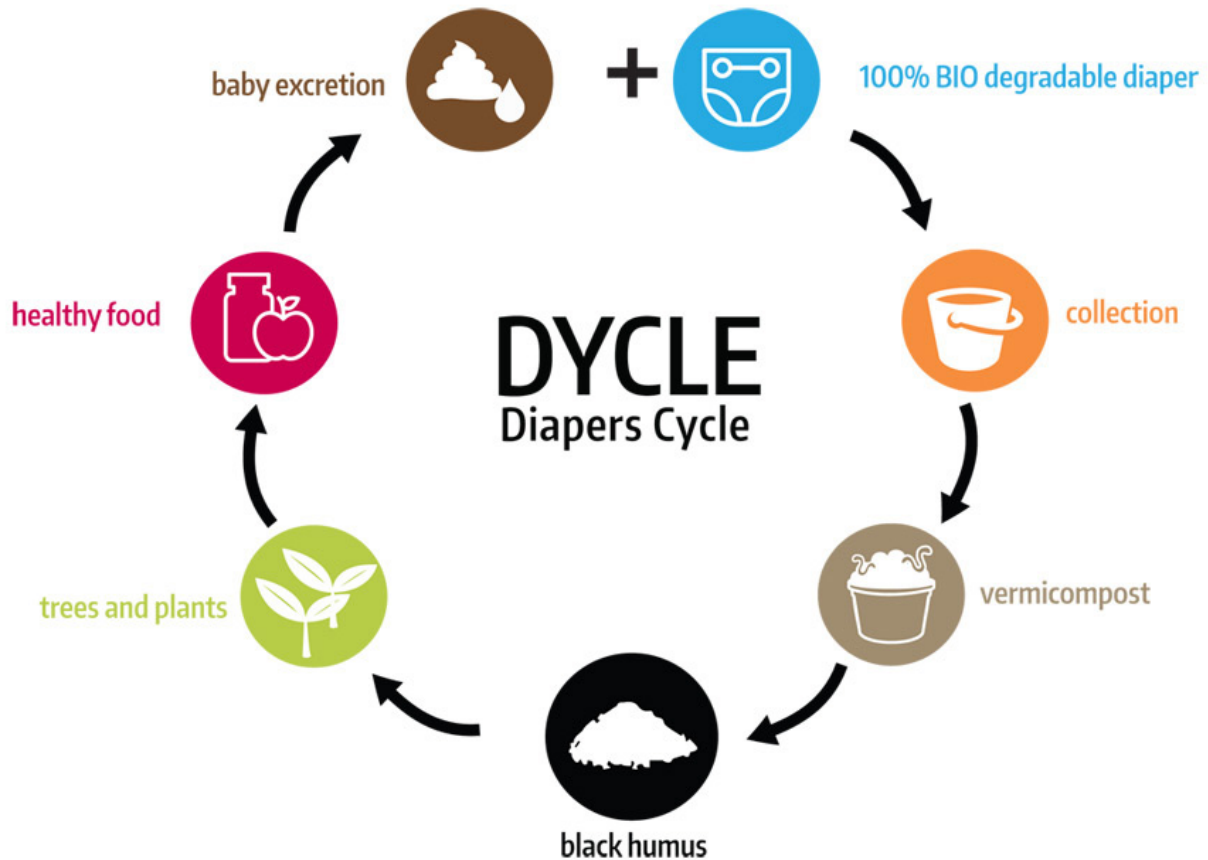 baby excretion
+
100% BIO degradable diaper
healthy food
collection
DYCLE
Diapers Cycle
trees and plants
vermicompost
black humus